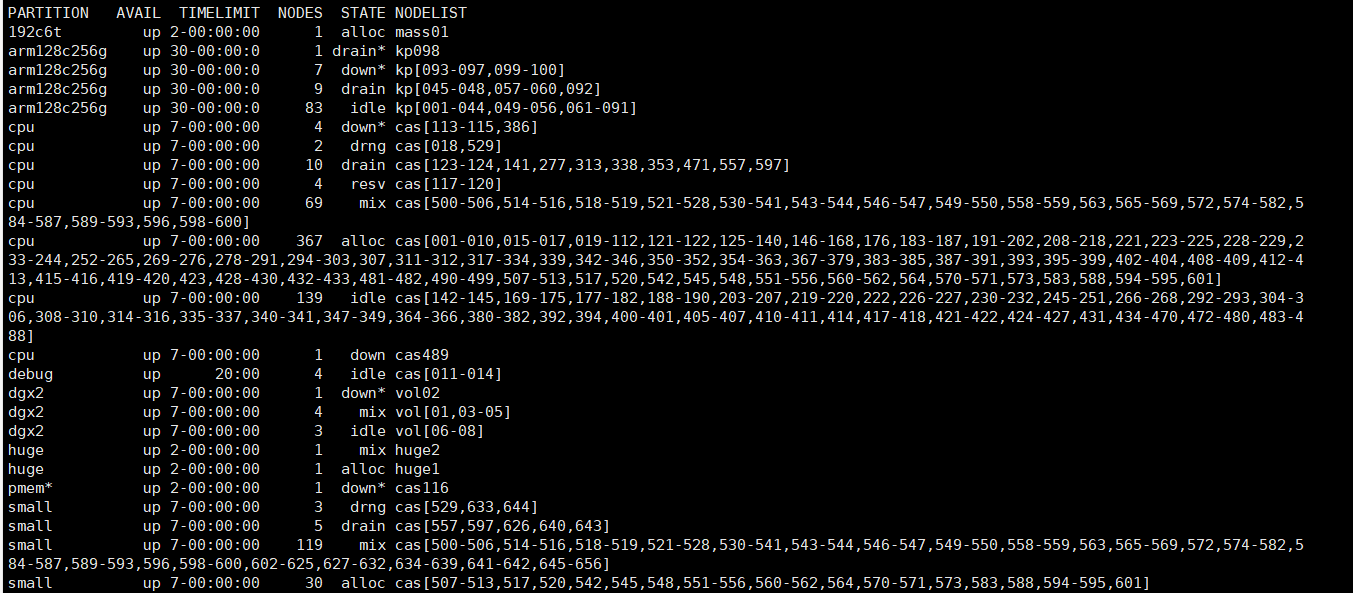 PARTITION   AVAIL  TIMELIMIT  NODES  STATE NODELIST
192c6t         up 2-00:00:00      1  alloc mass01
arm128c256g    up 30-00:00:0      1 drain* kp098
arm128c256g    up 30-00:00:0      7  down* kp[093-097,099-100]
arm128c256g    up 30-00:00:0      9  drain kp[045-048,057-060,092]
arm128c256g    up 30-00:00:0     83   idle kp[001-044,049-056,061-091]
cpu            up 7-00:00:00      4  down* cas[113-115,386]
cpu            up 7-00:00:00      2   drng cas[018,529]
cpu            up 7-00:00:00     10  drain cas[123-124,141,277,313,338,353,471,557,597]
cpu            up 7-00:00:00      4   resv cas[117-120]
cpu            up 7-00:00:00     69    mix cas[500-506,514-516,518-519,521-528,530-541,543-544,546-547,549-550,558-559,563,565-569,572,574-582,5
84-587,589-593,596,598-600]
cpu            up 7-00:00:00    367  alloc cas[001-010,015-017,019-112,121-122,125-140,146-168,176,183-187,191-202,208-218,221,223-225,228-229,2
33-244,252-265,269-276,278-291,294-303,307,311-312,317-334,339,342-346,350-352,354-363,367-379,383-385,387-391,393,395-399,402-404,408-409,412-4
13,415-416,419-420,423,428-430,432-433,481-482,490-499,507-513,517,520,542,545,548,551-556,560-562,564,570-571,573,583,588,594-595,601]
cpu            up 7-00:00:00    139   idle cas[142-145,169-175,177-182,188-190,203-207,219-220,222,226-227,230-232,245-251,266-268,292-293,304-3
06,308-310,314-316,335-337,340-341,347-349,364-366,380-382,392,394,400-401,405-407,410-411,414,417-418,421-422,424-427,431,434-470,472-480,483-4
88]
cpu            up 7-00:00:00      1   down cas489
debug          up      20:00      4   idle cas[011-014]
dgx2           up 7-00:00:00      1  down* vol02
dgx2           up 7-00:00:00      4    mix vol[01,03-05]
dgx2           up 7-00:00:00      3   idle vol[06-08]
huge           up 2-00:00:00      1    mix huge2
huge           up 2-00:00:00      1  alloc huge1
pmem*          up 2-00:00:00      1  down* cas116
small          up 7-00:00:00      3   drng cas[529,633,644]
small          up 7-00:00:00      5  drain cas[557,597,626,640,643]
small          up 7-00:00:00    119    mix cas[500-506,514-516,518-519,521-528,530-541,543-544,546-547,549-550,558-559,563,565-569,572,574-582,5
84-587,589-593,596,598-600,602-625,627-632,634-639,641-642,645-656]
small          up 7-00:00:00     30  alloc cas[507-513,517,520,542,545,548,551-556,560-562,564,570-571,573,583,588,594-595,601]